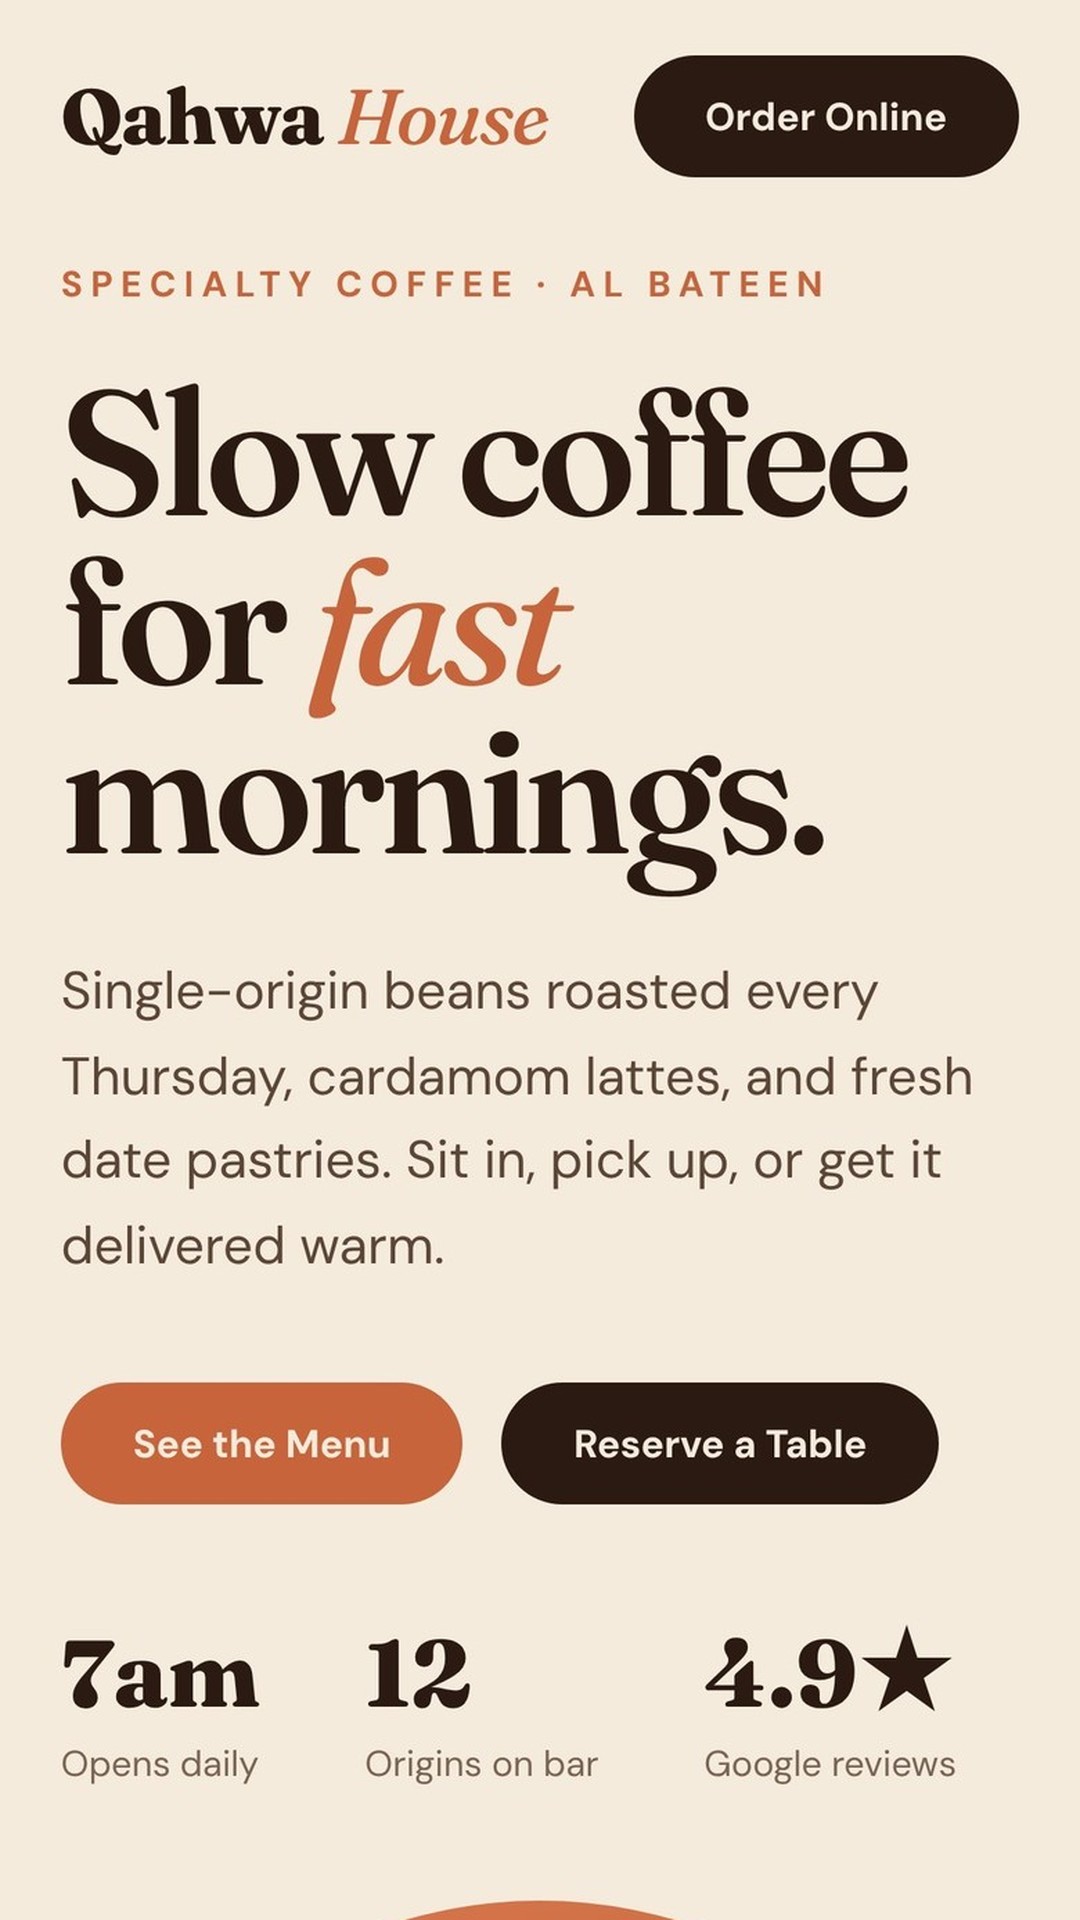 Qahwa House
Order Online
SPECIALTY COFFEE · AL BATEEN
Slow coffee
for fast
mornings.
Single-origin beans roasted every
Thursday, cardamom lattes, and fresh
date pastries. Sit in, pick up, or get it
delivered warm.
See the Menu
Reserve a Table
7am
Opens daily
12
Origins on bar
4.9★
Google reviews